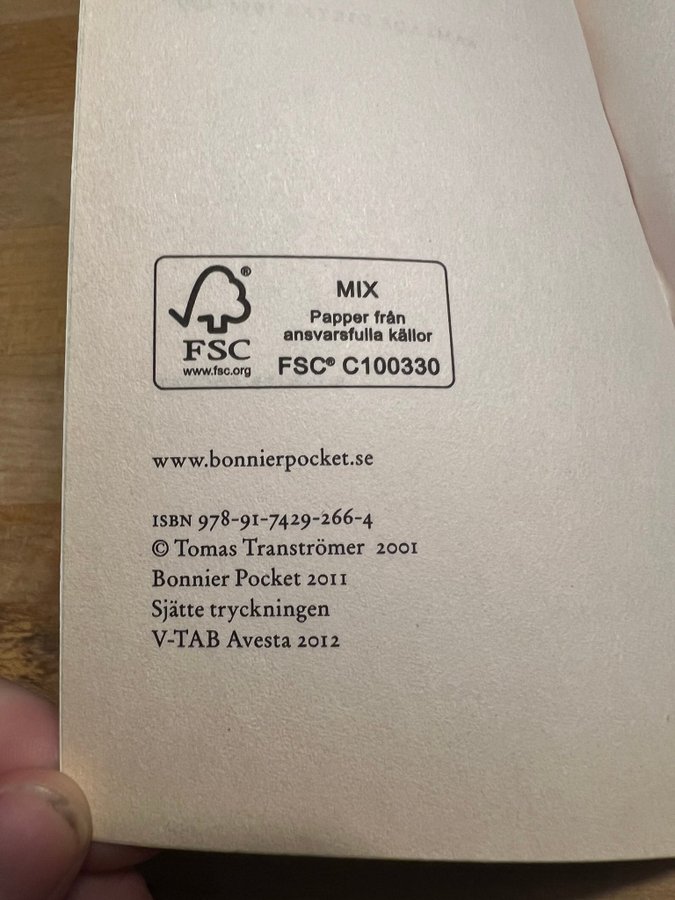 FSC®
www.fsc.org
MIX
Papper från
ansvarsfulla källor
FSC® C100330
www.bonnierpocket.se
ISBN 978-91-7429-266-4
© Tomas Tranströmer 2001
Bonnier Pocket 2011
Sjätte tryckningen
V-TAB Avesta 2012